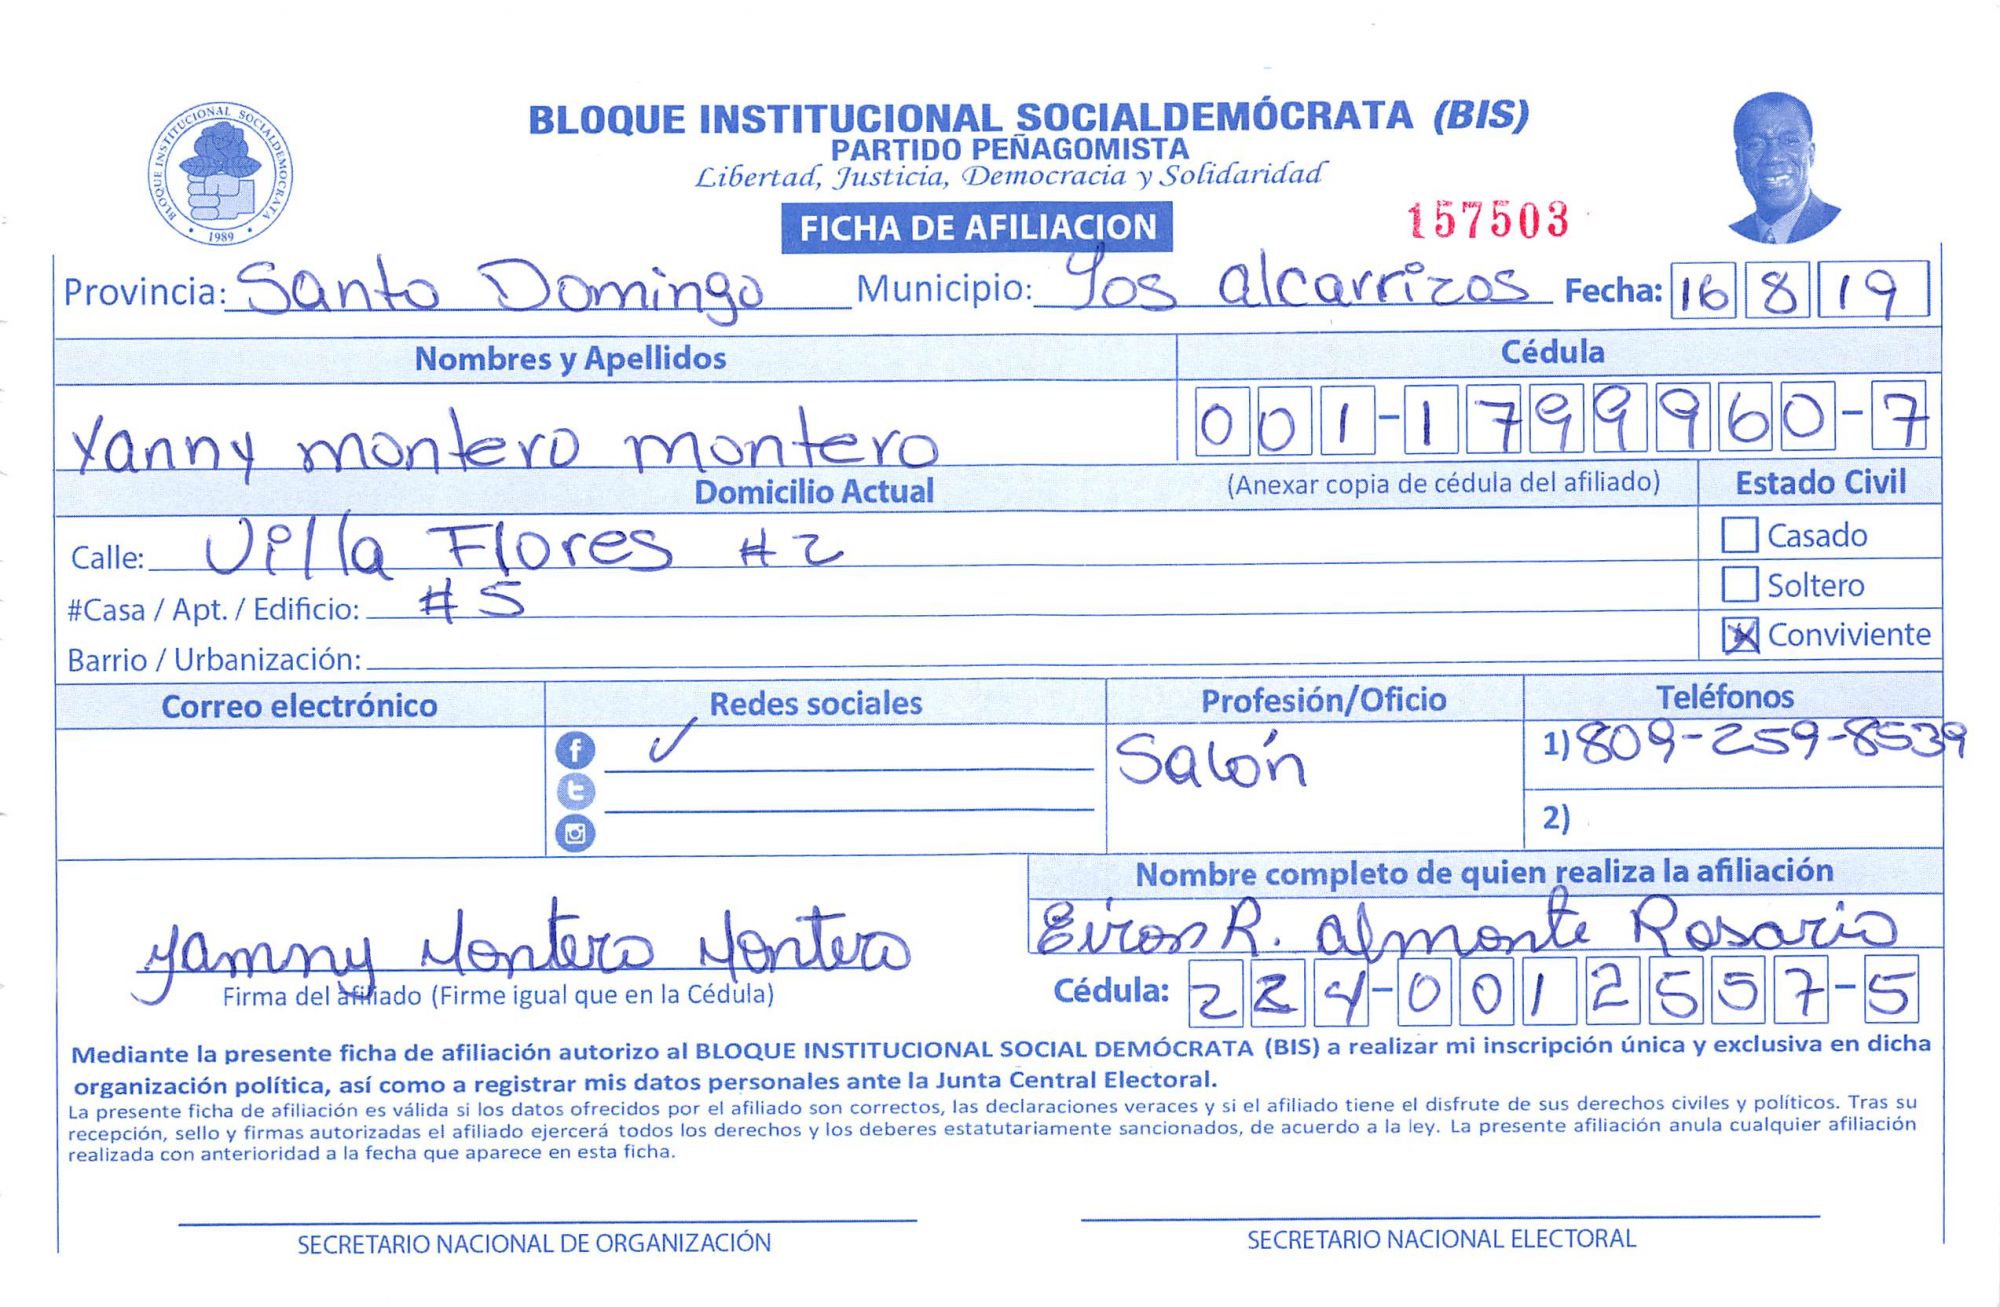 BLOQUE INSTITUCIONAL SOCIALDEMOCRATA
1989
BLOQUE INSTITUCIONAL SOCIALDEMÓCRATA (BIS)
PARTIDO PEÑAGOMISTA
Libertad, Justicia, Democracia y Solidaridad
FICHA DE AFILIACION
157503
Provincia: Santo Domingo Municipio: Los alcarrizos Fecha: 16 8 19
Nombres y Apellidos Cédula
Yanny montero montero 001-1799960-7
Domicilio Actual (Anexar copia de cédula del afiliado) Estado Civil
Calle: Villa Flores #2 Casado
#Casa / Apt. / Edificio: #5 Soltero
Barrio / Urbanización: X Conviviente
Correo electrónico Redes sociales Profesión/Oficio Teléfonos
f ✓ Salón 1) 809-259-8539
2)
Nombre completo de quien realiza la afiliación
Yamny Montero Montero Eiron R. almonte Rosario
Firma del afiliado (Firme igual que en la Cédula) Cédula: 224-0012557-5
Mediante la presente ficha de afiliación autorizo al BLOQUE INSTITUCIONAL SOCIAL DEMÓCRATA (BIS) a realizar mi inscripción única y exclusiva en dicha
organización política, así como a registrar mis datos personales ante la Junta Central Electoral.
La presente ficha de afiliación es válida si los datos ofrecidos por el afiliado son correctos, las declaraciones veraces y si el afiliado tiene el disfrute de sus derechos civiles y políticos. Tras su
recepción, sello y firmas autorizadas el afiliado ejercerá todos los derechos y los deberes estatutariamente sancionados, de acuerdo a la ley. La presente afiliación anula cualquier afiliación
realizada con anterioridad a la fecha que aparece en esta ficha.
SECRETARIO NACIONAL DE ORGANIZACIÓN SECRETARIO NACIONAL ELECTORAL